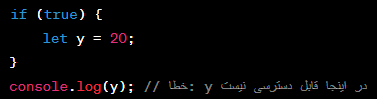 if (true) {
    let y = 20;
}
console.log(y); // خطا: y در اینجا قابل دسترسی نیست